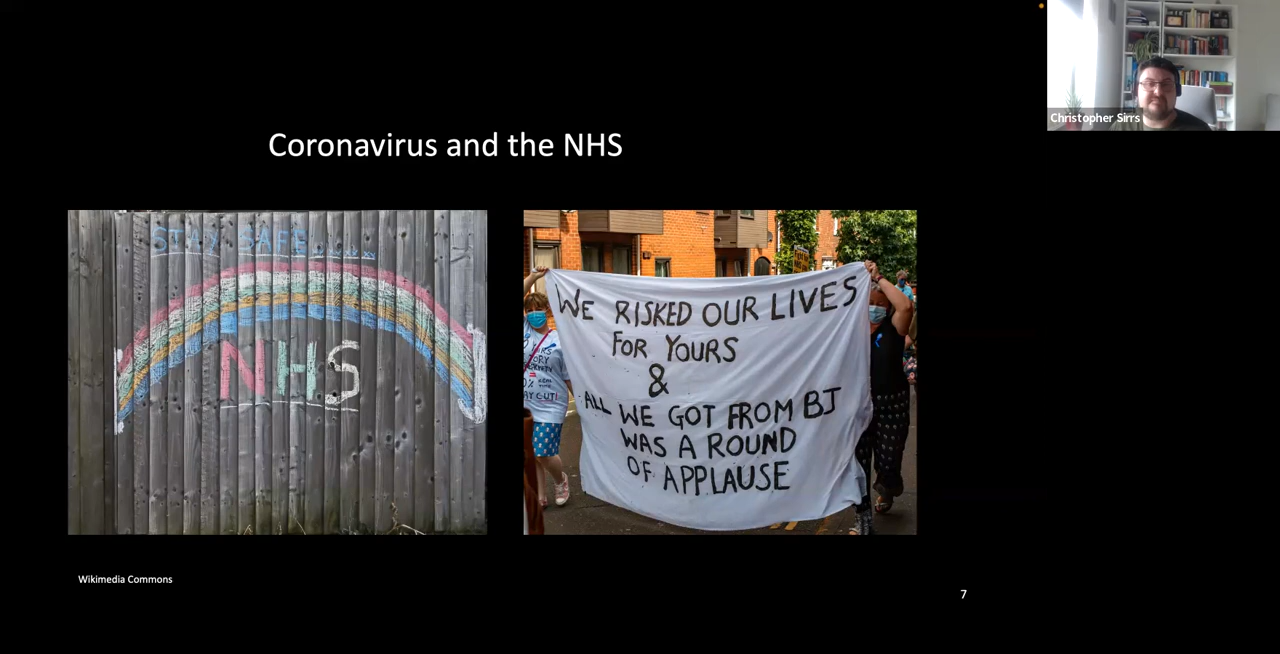 Christopher Sirrs
Coronavirus and the NHS
STAY SAFE
NHS
WE RISKED OUR LIVES
FOR YOURS
&
ALL WE GOT FROM BJ
WAS A ROUND
OF APPLAUSE
Wikimedia Commons
7